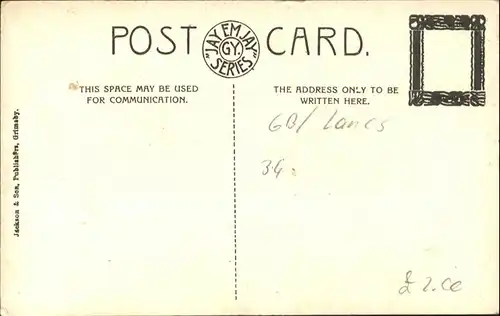 POST CARD.
"JAY EM JAY"
GY.
SERIES
THIS SPACE MAY BE USED
FOR COMMUNICATION.
THE ADDRESS ONLY TO BE
WRITTEN HERE.
GB/ Lancs
34
Jackson & Son, Publishers, Grimsby.
£2.00